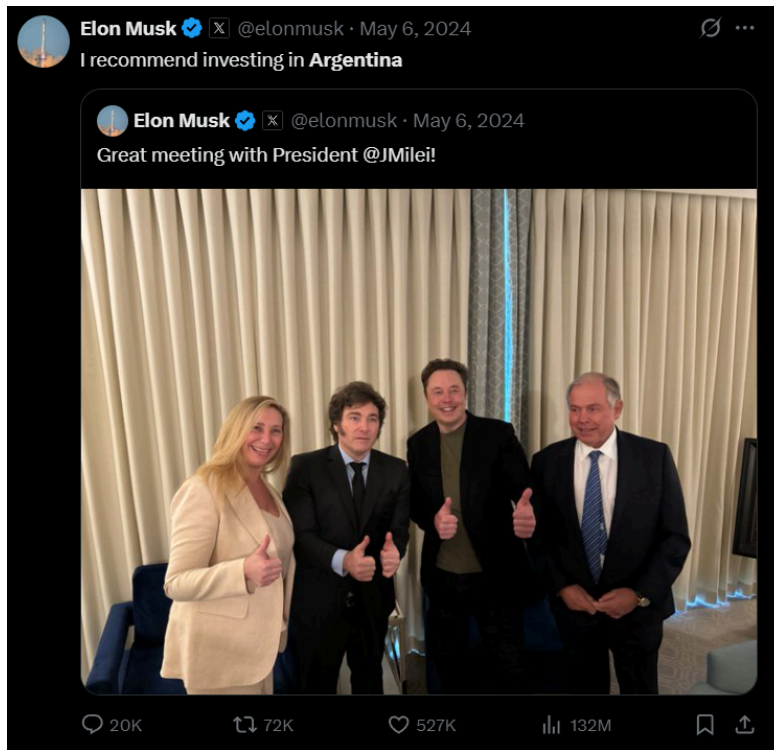 Elon Musk @elonmusk · May 6, 2024
I recommend investing in Argentina
Elon Musk @elonmusk · May 6, 2024
Great meeting with President @JMilei!
20K 72K 527K 132M